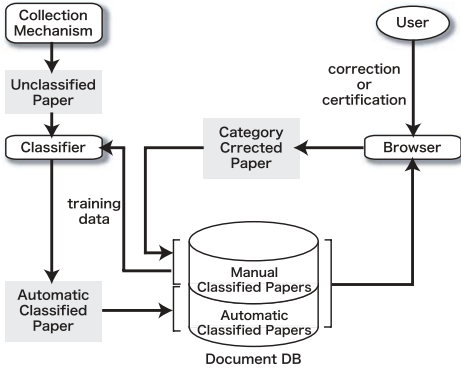 Collection
Mechanism
User
Unclassified
Paper
correction
or
certification
Classifier
Category
Crrected
Paper
Browser
training
data
Manual
Classified Papers
Automatic
Classified
Paper
Automatic
Classified Papers
Document DB